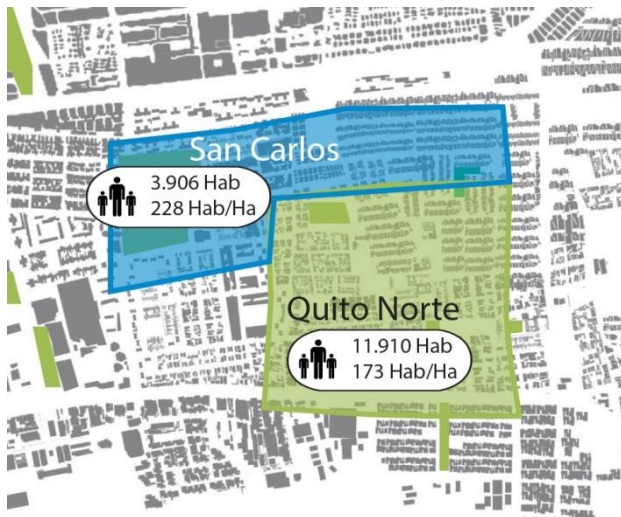 San Carlos
3.906 Hab
228 Hab/Ha
Quito Norte
11.910 Hab
173 Hab/Ha